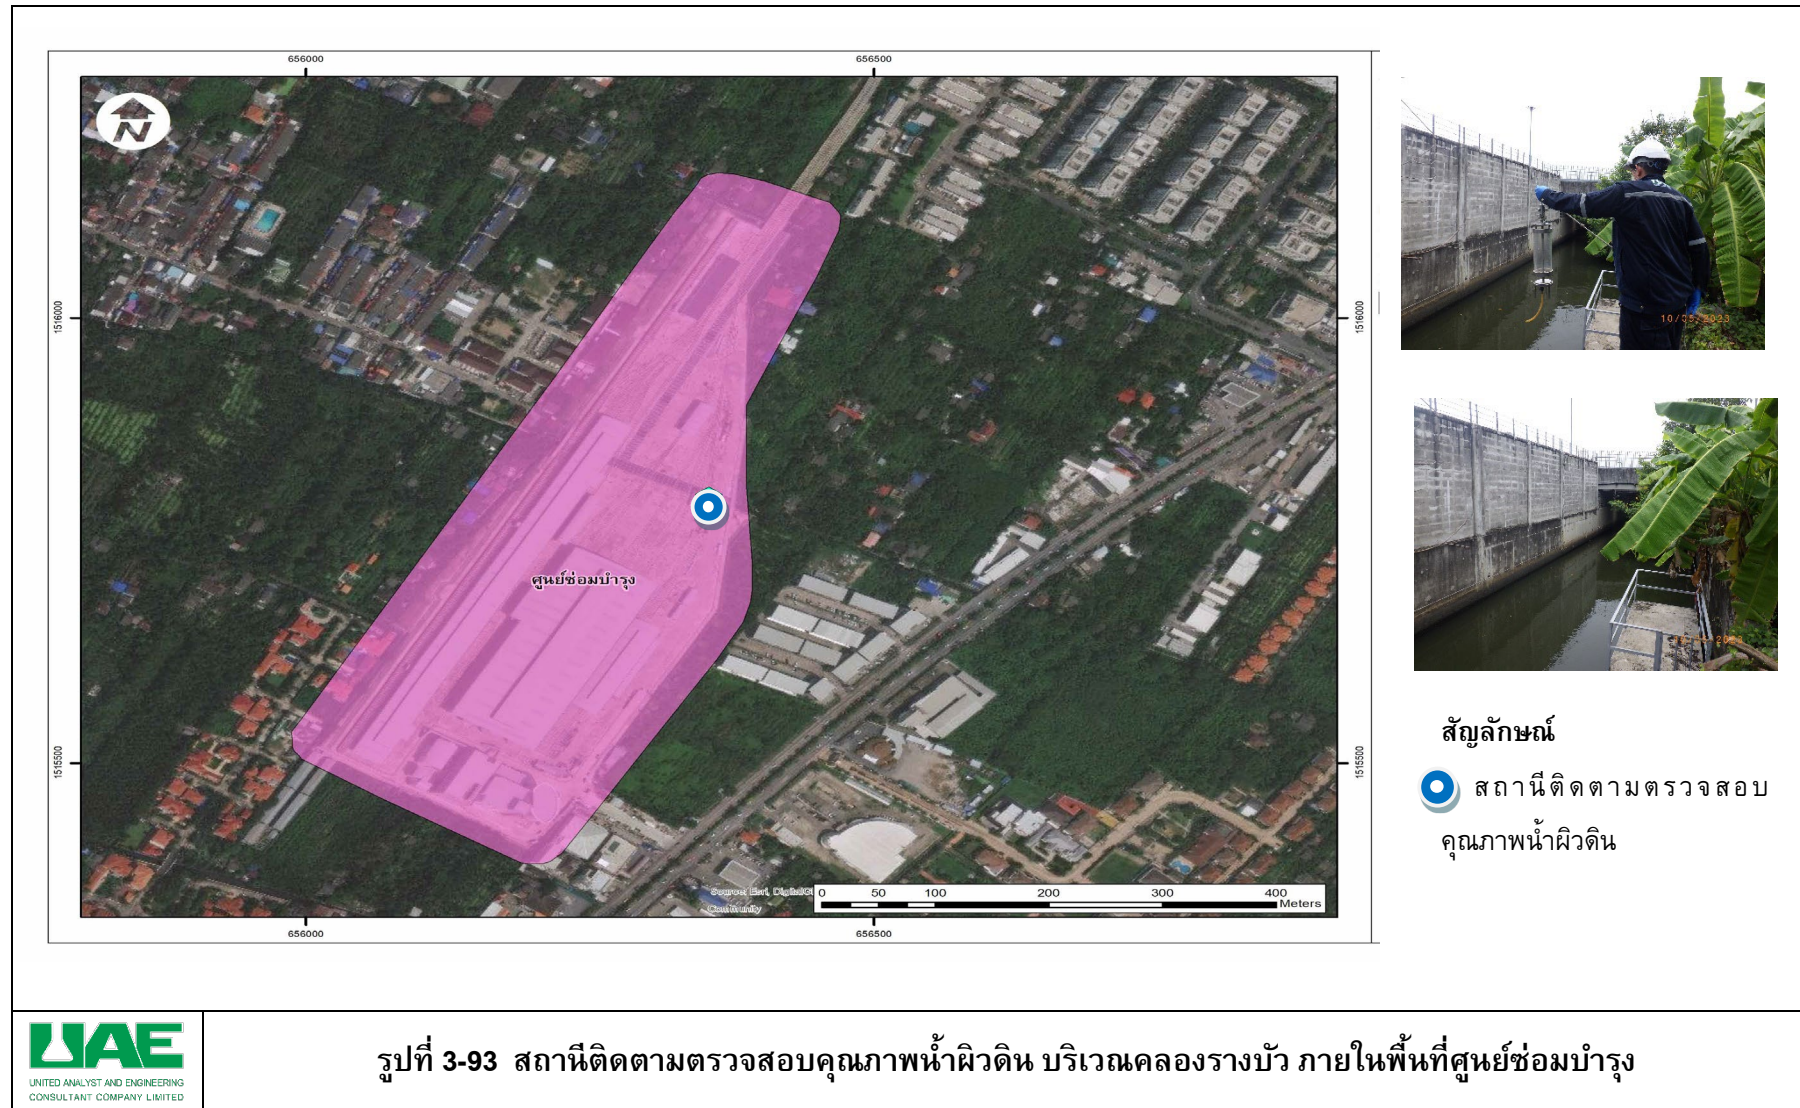 656000
656500
N
1516000
1516000
10/05/2023
ศูนย์ซ่อมบำรุง
สัญลักษณ์
สถานีติดตามตรวจสอบ
คุณภาพน้ำผิวดิน
1515500
1515500
Source: Esri, DigitalG
Community
0 50 100 200 300 400
Meters
656000
656500
UAE
UNITED ANALYST AND ENGINEERING
CONSULTANT COMPANY LIMITED
รูปที่ 3-93 สถานีติดตามตรวจสอบคุณภาพน้ำผิวดิน บริเวณคลองรางบัว ภายในพื้นที่ศูนย์ซ่อมบำรุง